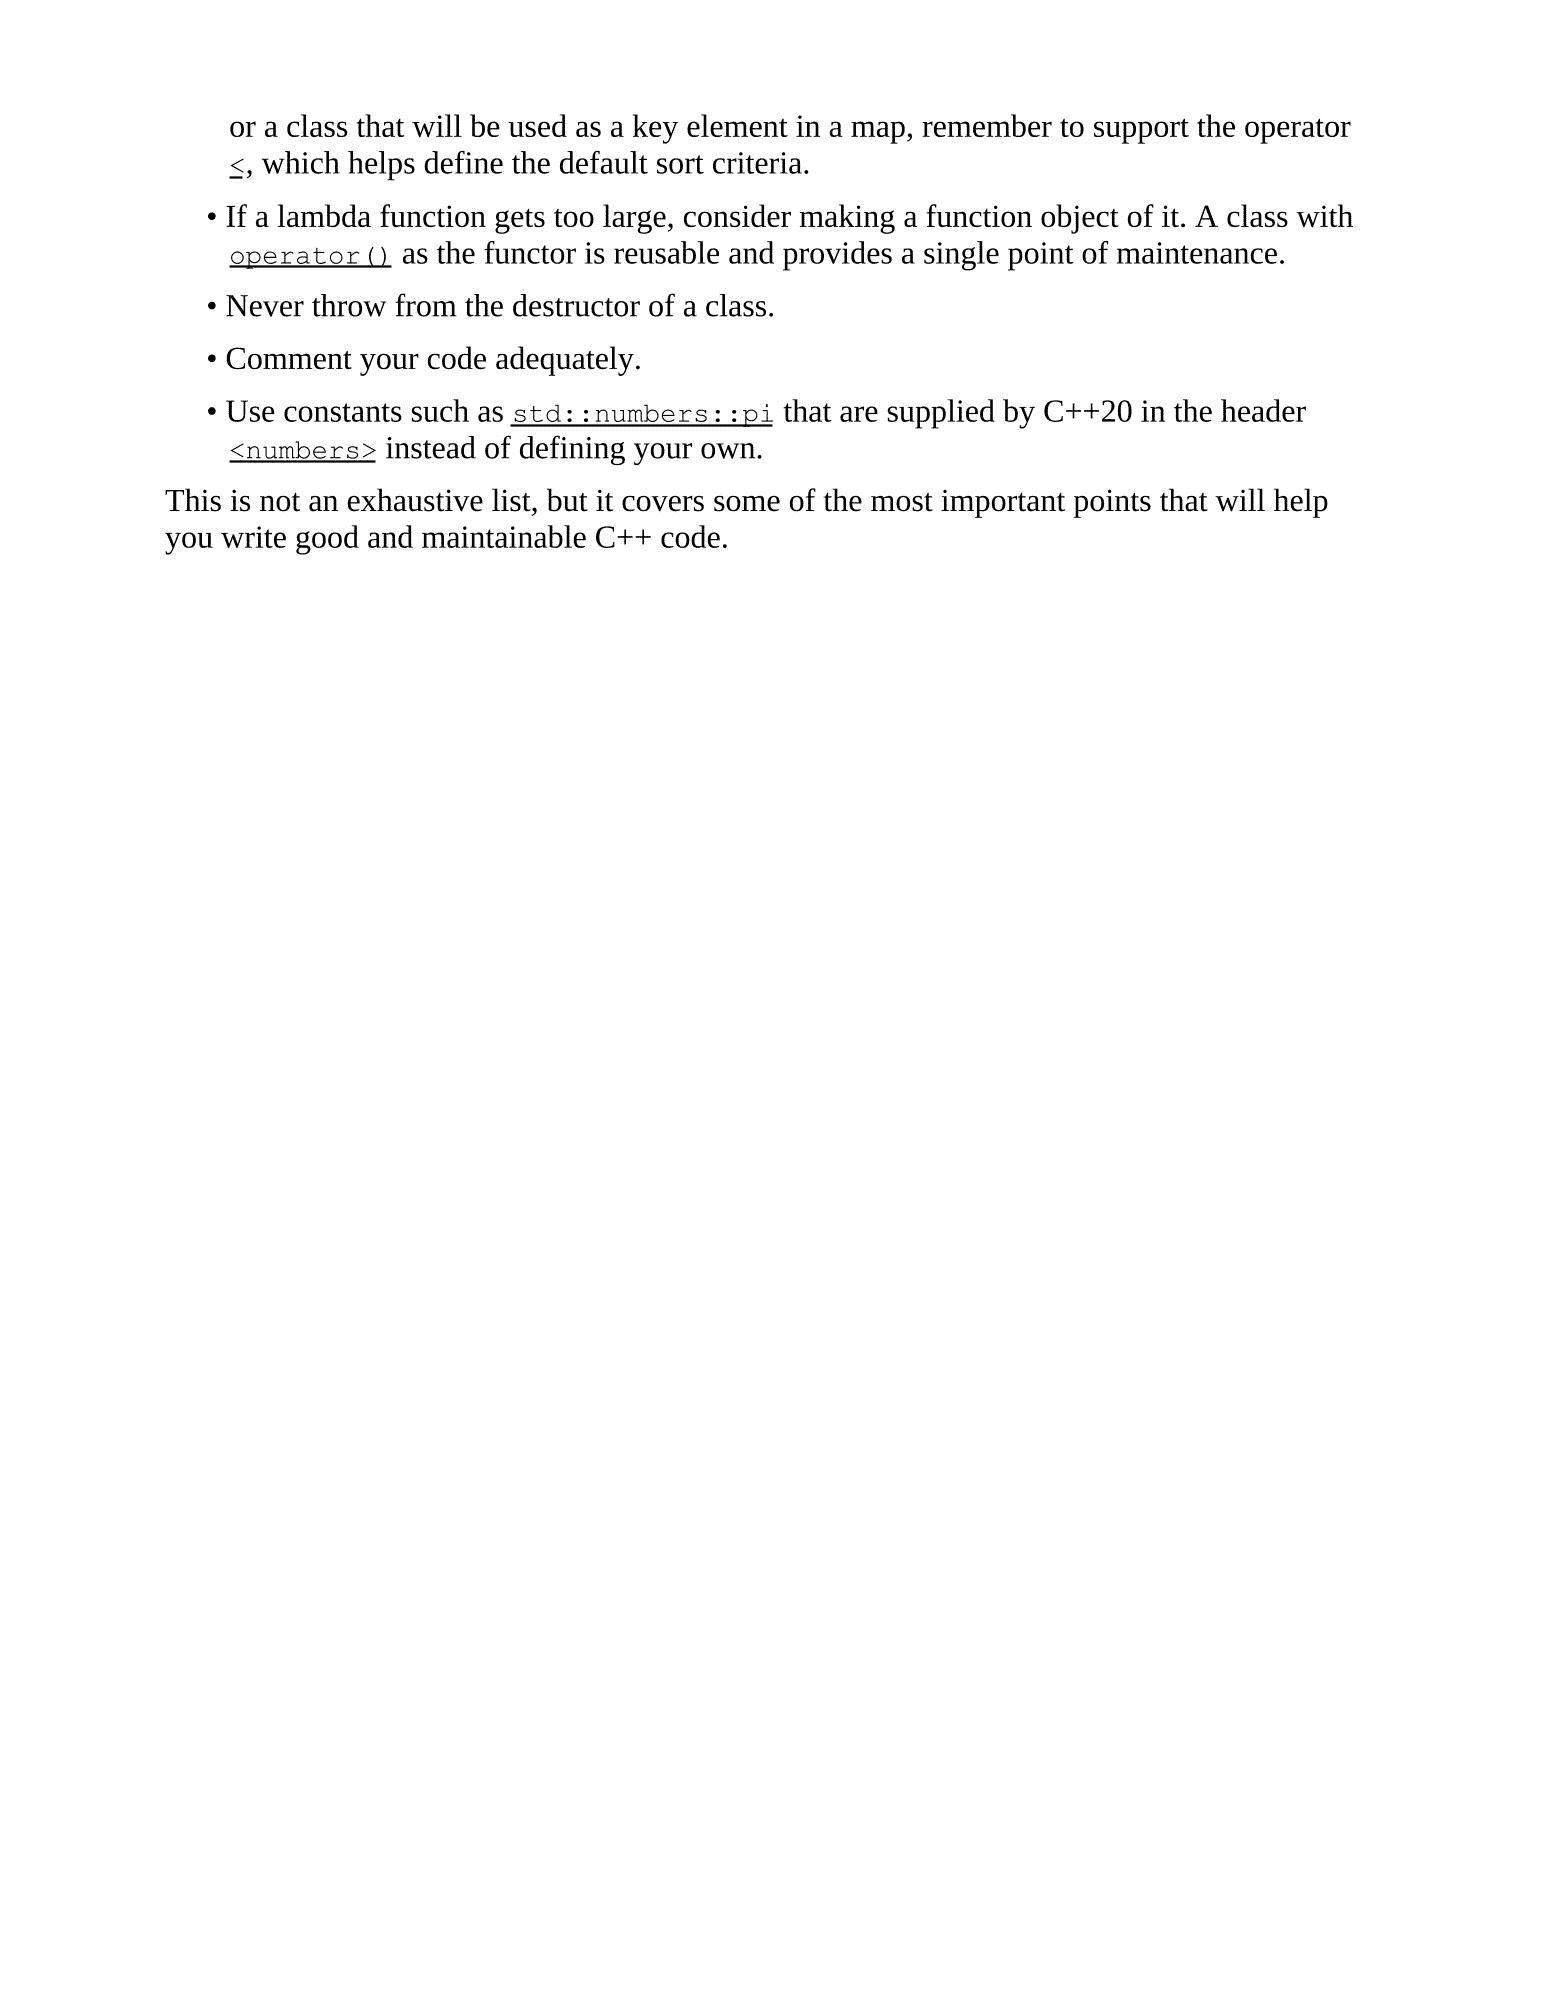 or a class that will be used as a key element in a map, remember to support the operator
<, which helps define the default sort criteria.
• If a lambda function gets too large, consider making a function object of it. A class with
operator() as the functor is reusable and provides a single point of maintenance.
• Never throw from the destructor of a class.
• Comment your code adequately.
• Use constants such as std::numbers::pi that are supplied by C++20 in the header
<numbers> instead of defining your own.
This is not an exhaustive list, but it covers some of the most important points that will help
you write good and maintainable C++ code.